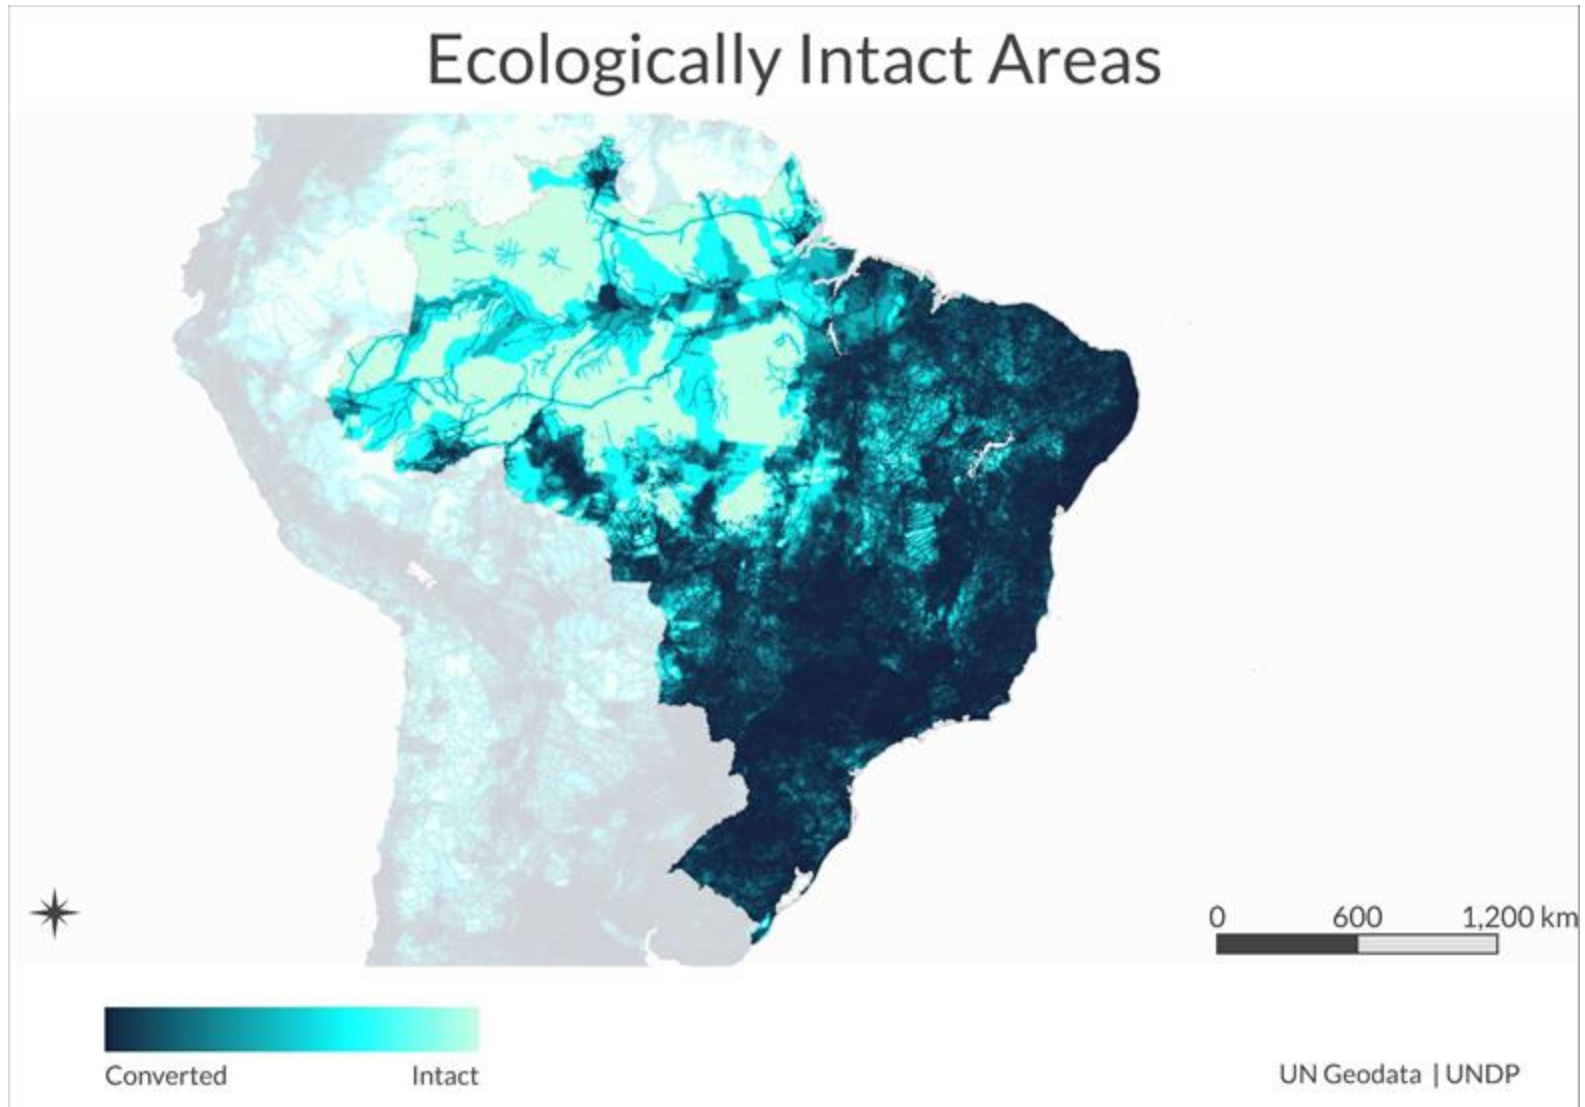 Ecologically Intact Areas
0 600 1,200 km
Converted Intact
UN Geodata | UNDP